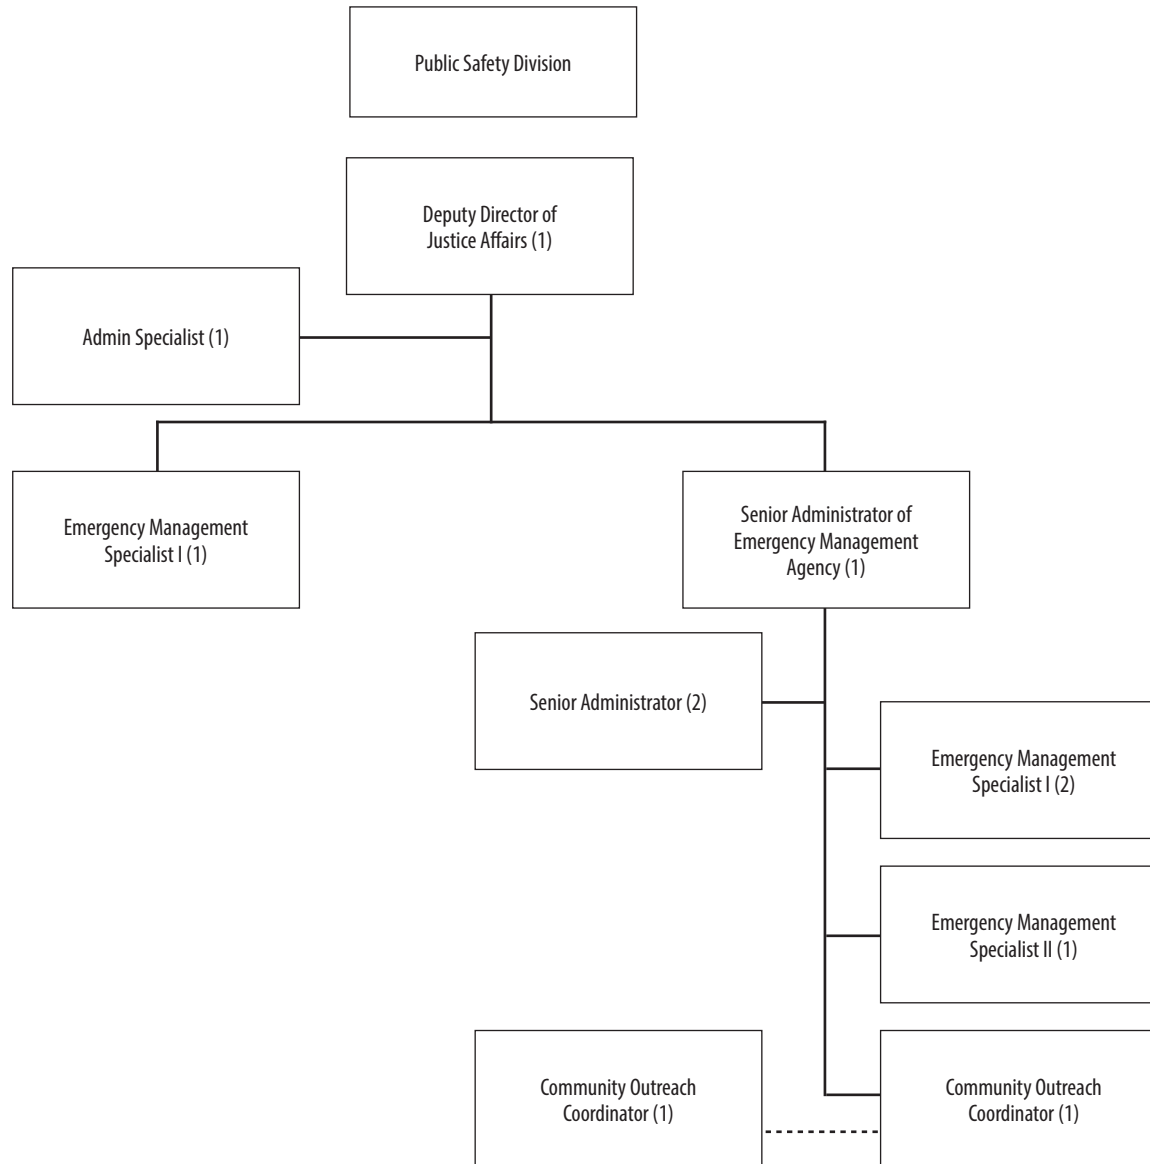 Public Safety Division
Deputy Director of
Justice Affairs (1)
Admin Specialist (1)
Emergency Management
Specialist I (1)
Senior Administrator of
Emergency Management
Agency (1)
Senior Administrator (2)
Emergency Management
Specialist I (2)
Emergency Management
Specialist II (1)
Community Outreach
Coordinator (1)
Community Outreach
Coordinator (1)